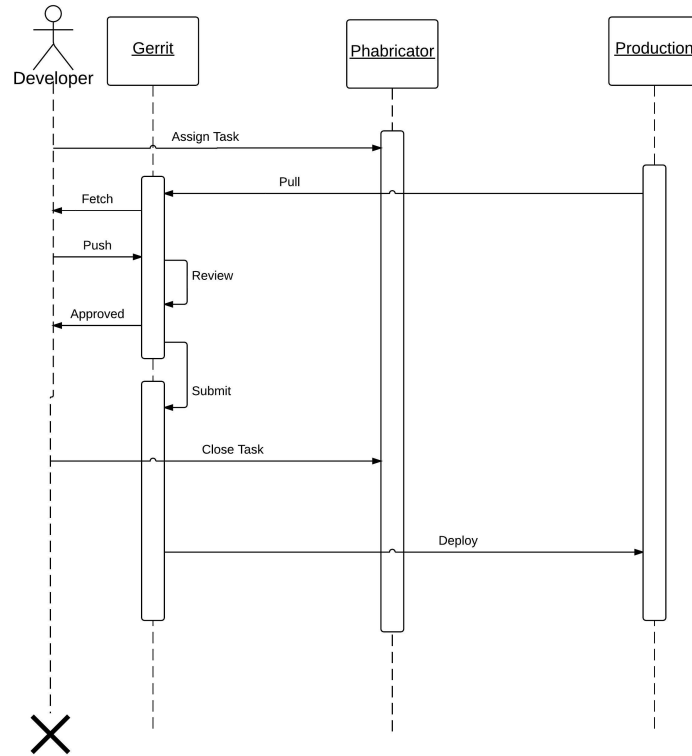 Developer
Gerrit
Phabricator
Production
Assign Task
Pull
Fetch
Push
Review
Approved
Submit
Close Task
Deploy